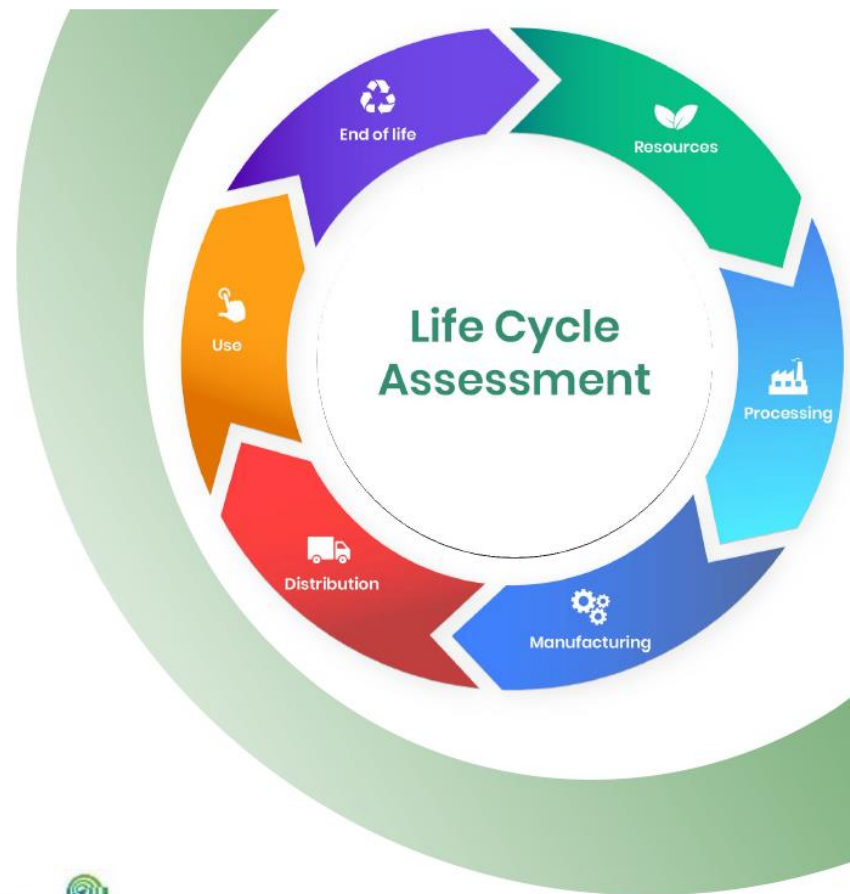 Life Cycle
Assessment
Resources
Processing
Manufacturing
Distribution
Use
End of life